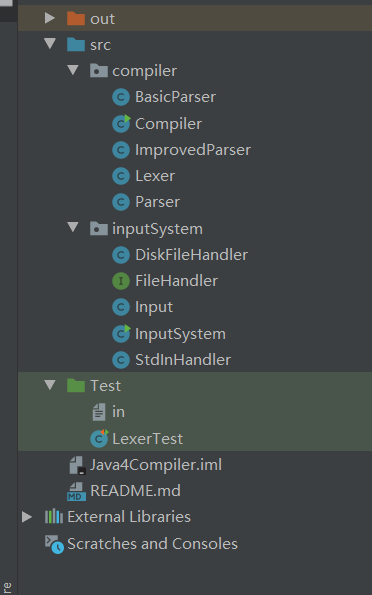 out
src
compiler
BasicParser
Compiler
ImprovedParser
Lexer
Parser
inputSystem
DiskFileHandler
FileHandler
Input
InputSystem
StdInHandler
Test
in
LexerTest
Java4Compiler.iml
README.md
External Libraries
Scratches and Consoles
re